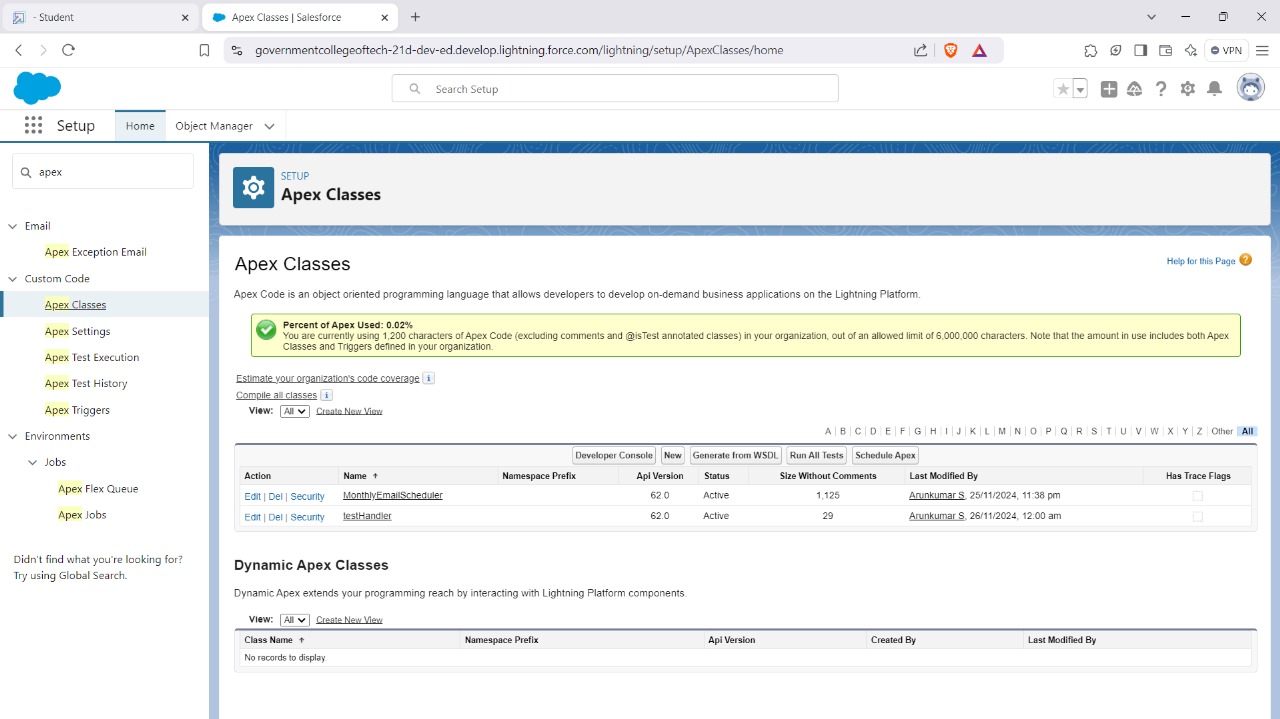 - Student
Apex Classes | Salesforce
governmentcollegeoftech-21d-dev-ed.develop.lightning.force.com/lightning/setup/ApexClasses/home
VPN
Search Setup
Setup
Home
Object Manager
apex
Email
Apex Exception Email
Custom Code
Apex Classes
Apex Settings
Apex Test Execution
Apex Test History
Apex Triggers
Environments
Jobs
Apex Flex Queue
Apex Jobs
Didn't find what you're looking for?
Try using Global Search.
SETUP
Apex Classes
Apex Classes
Help for this Page ?
Apex Code is an object oriented programming language that allows developers to develop on-demand business applications on the Lightning Platform.
Percent of Apex Used: 0.02%
You are currently using 1,200 characters of Apex Code (excluding comments and @isTest annotated classes) in your organization, out of an allowed limit of 6,000,000 characters. Note that the amount in use includes both Apex
Classes and Triggers defined in your organization.
Estimate your organization's code coverage i
Compile all classes i
View: All Create New View
A | B | C | D | E | F | G | H | I | J | K | L | M | N | O | P | Q | R | S | T | U | V | W | X | Y | Z | Other All
Developer Console New Generate from WSDL Run All Tests Schedule Apex
Action Name ↑ Namespace Prefix Api Version Status Size Without Comments Last Modified By Has Trace Flags
Edit | Del | Security MonthlyEmailScheduler 62.0 Active 1,125 Arunkumar S, 25/11/2024, 11:38 pm
Edit | Del | Security testHandler 62.0 Active 29 Arunkumar S, 26/11/2024, 12:00 am
Dynamic Apex Classes
Dynamic Apex extends your programming reach by interacting with Lightning Platform components.
View: All Create New View
Class Name ↑ Namespace Prefix Api Version Created By Last Modified By
No records to display.